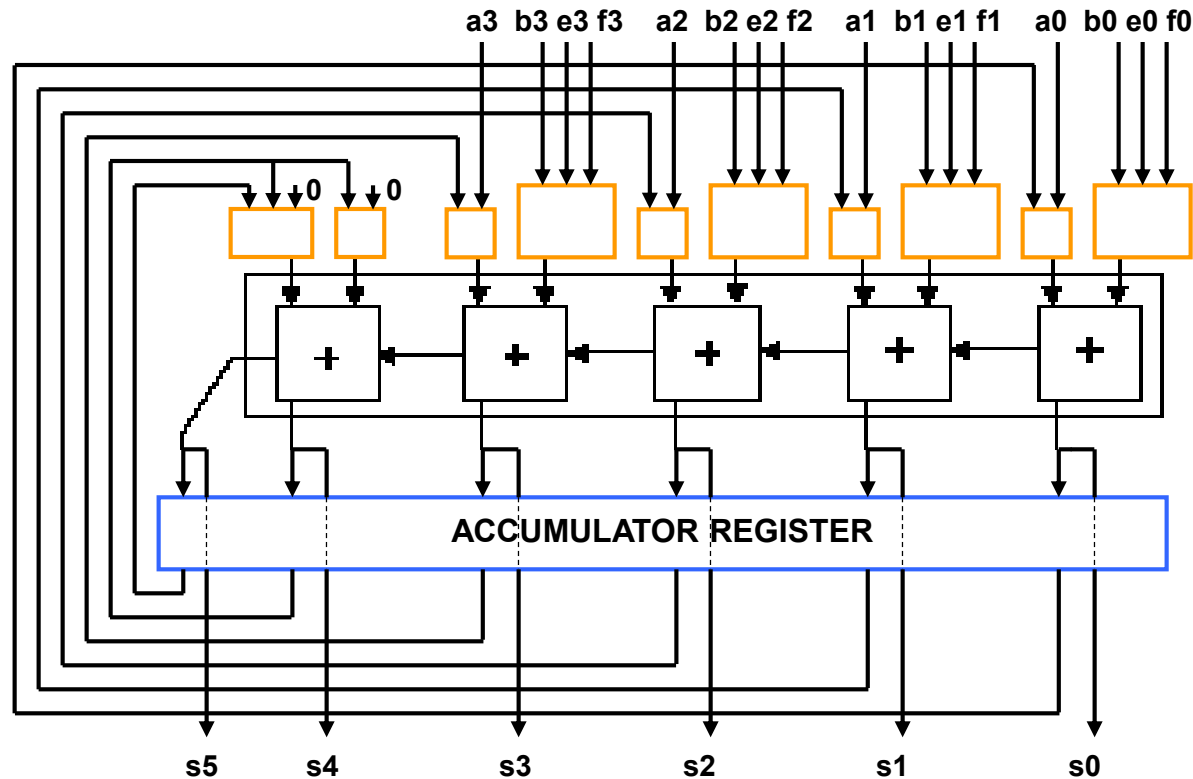 a3 b3 e3 f3 a2 b2 e2 f2 a1 b1 e1 f1 a0 b0 e0 f0
0 0
+ + + + +
ACCUMULATOR REGISTER
s5 s4 s3 s2 s1 s0